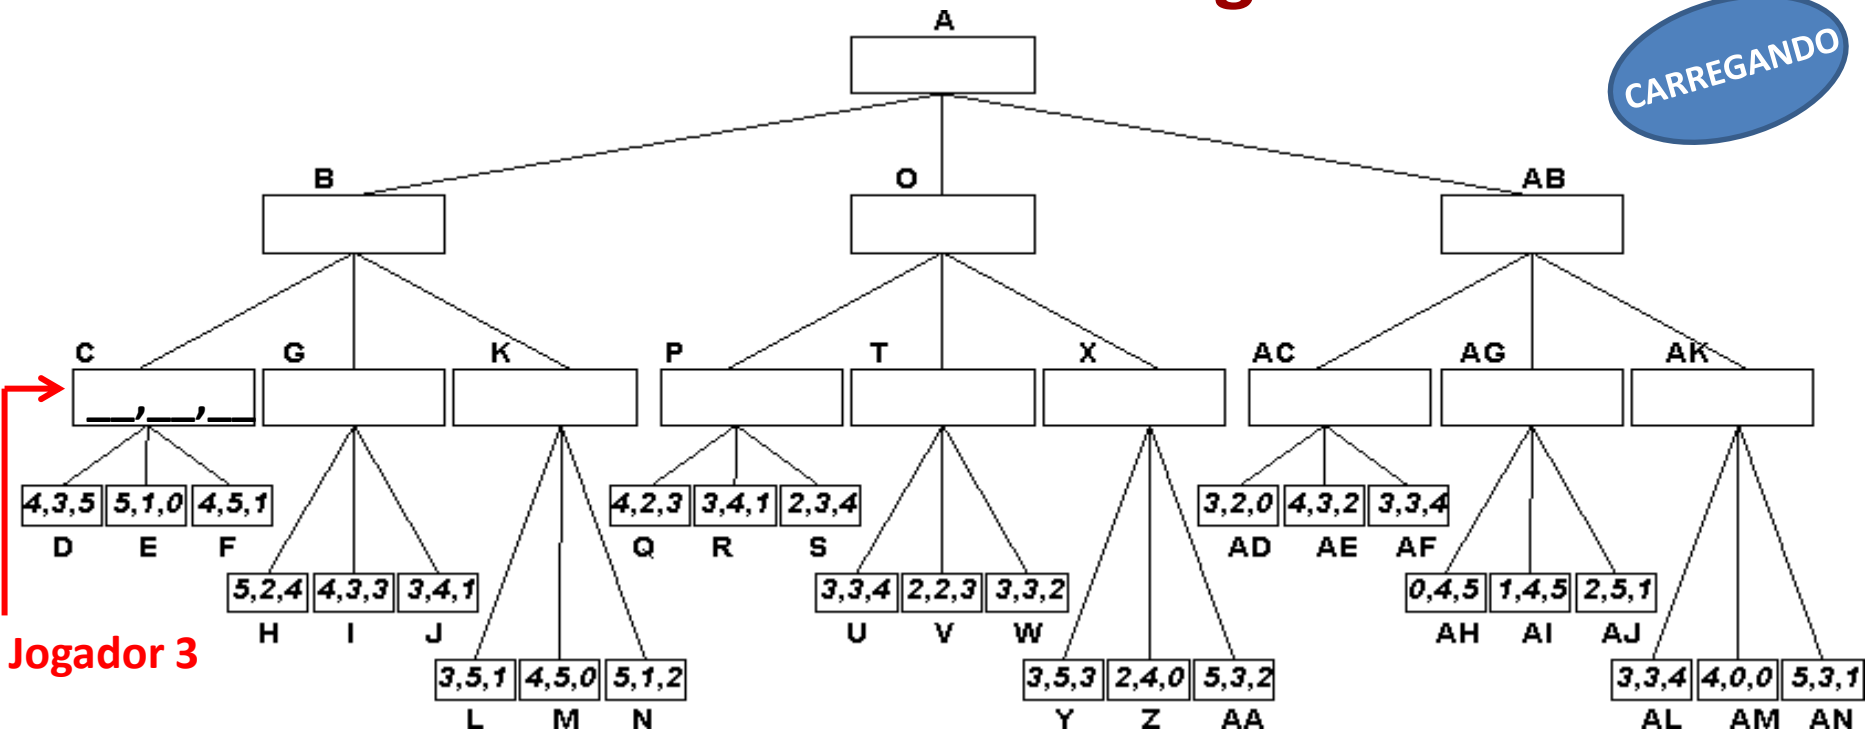 g
A
CARREGANDO
B O AB
C G K P T X AC AG AK
__,__,__
4,3,5 5,1,0 4,5,1 4,2,3 3,4,1 2,3,4 3,2,0 4,3,2 3,3,4
D E F Q R S AD AE AF
5,2,4 4,3,3 3,4,1 3,3,4 2,2,3 3,3,2 0,4,5 1,4,5 2,5,1
H I J U V W AH AI AJ
Jogador 3
3,5,1 4,5,0 5,1,2 3,5,3 2,4,0 5,3,2 3,3,4 4,0,0 5,3,1
L M N Y Z AA AL AM AN